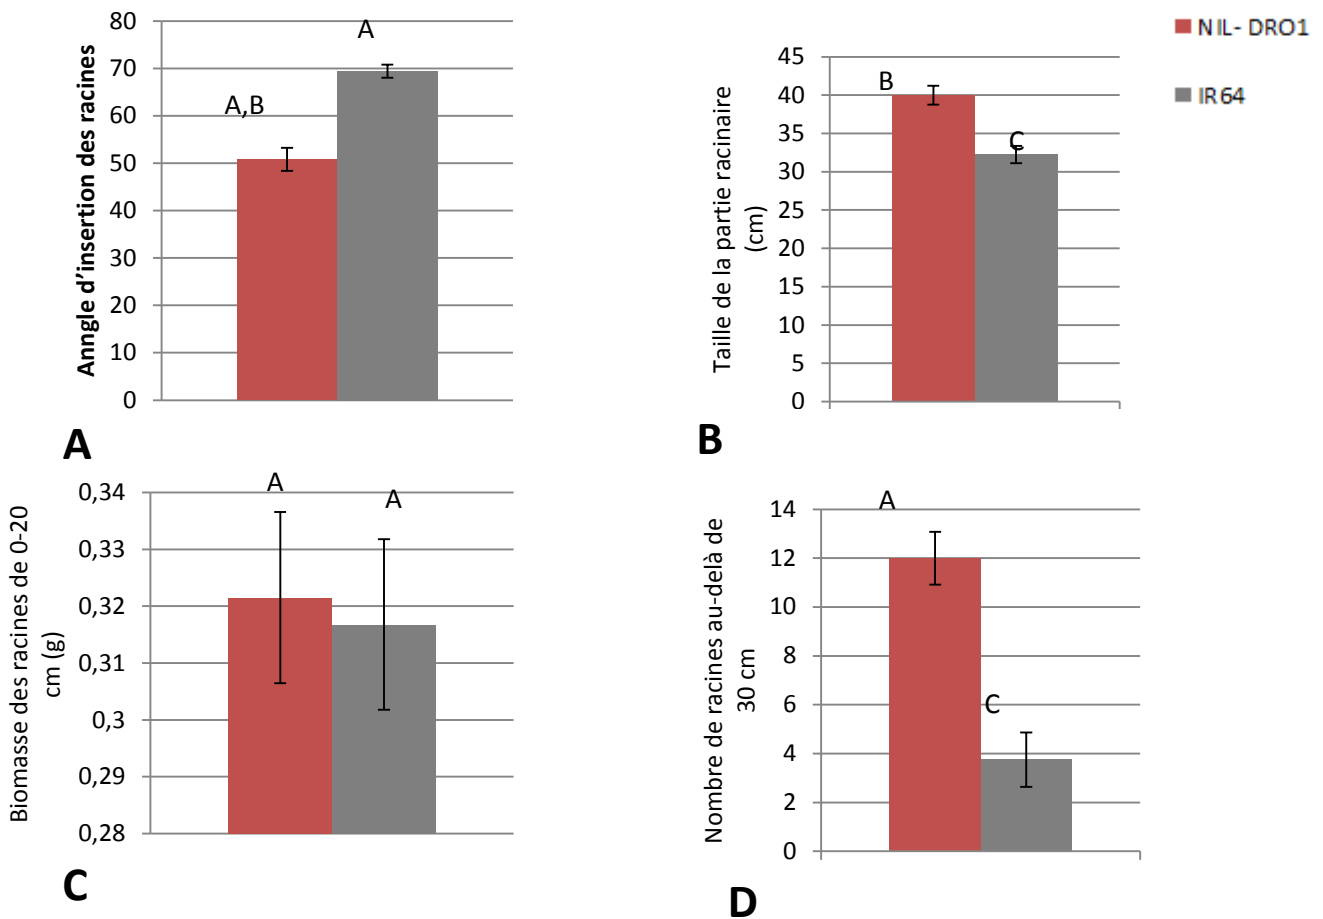 NIL- DRO1
IR64
Anngle d'insertion des racines
80
70
60
50
40
30
20
10
0
A
A,B
A
Taille de la partie racinaire
(cm)
45
40
35
30
25
20
15
10
5
0
B
C
B
Biomasse des racines de 0-20
cm (g)
0,34
0,33
0,32
0,31
0,3
0,29
0,28
A
A
C
Nombre de racines au-delà de
30 cm
14
12
10
8
6
4
2
0
A
C
D